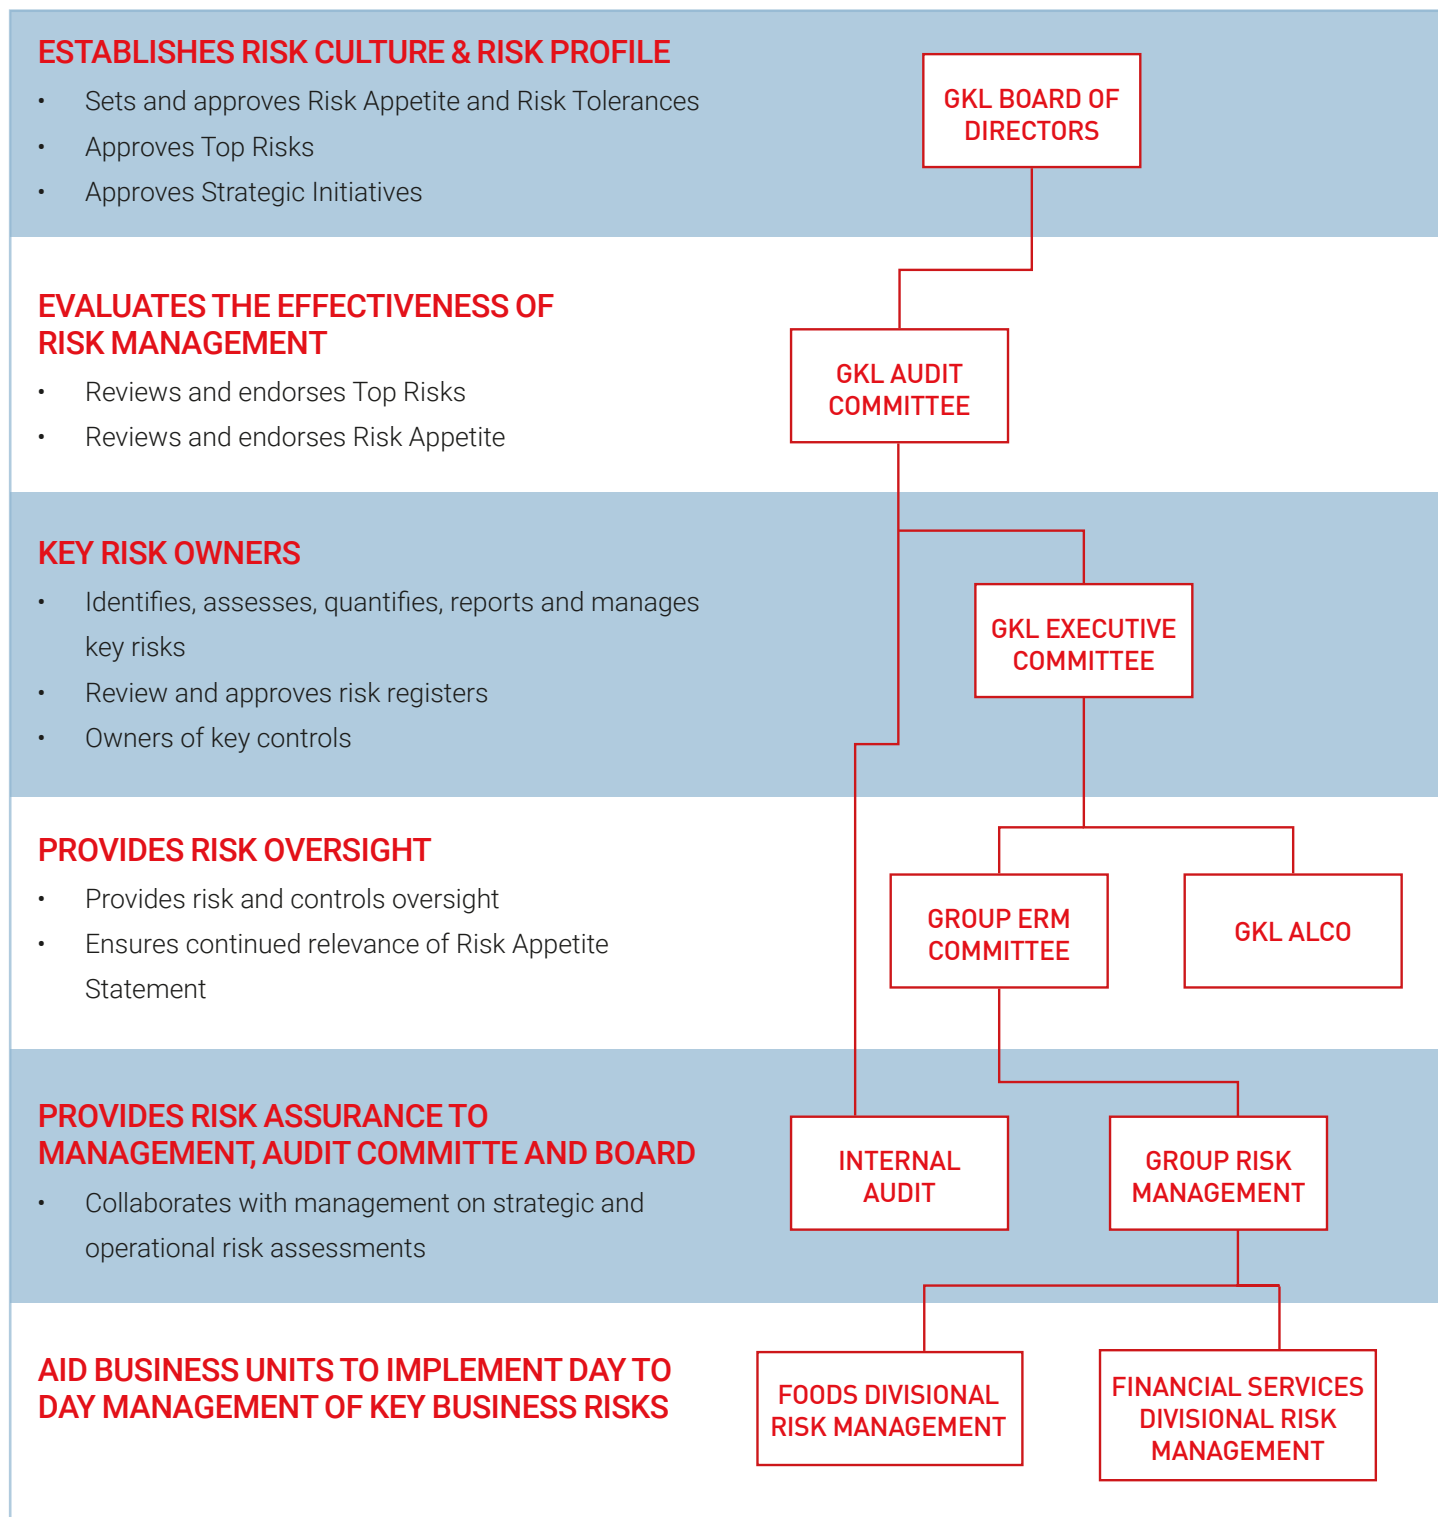 ESTABLISHES RISK CULTURE & RISK PROFILE
• Sets and approves Risk Appetite and Risk Tolerances
• Approves Top Risks
• Approves Strategic Initiatives
GKL BOARD OF
DIRECTORS
EVALUATES THE EFFECTIVENESS OF
RISK MANAGEMENT
• Reviews and endorses Top Risks
• Reviews and endorses Risk Appetite
GKL AUDIT
COMMITTEE
KEY RISK OWNERS
• Identifies, assesses, quantifies, reports and manages
key risks
• Review and approves risk registers
• Owners of key controls
GKL EXECUTIVE
COMMITTEE
PROVIDES RISK OVERSIGHT
• Provides risk and controls oversight
• Ensures continued relevance of Risk Appetite
Statement
GROUP ERM
COMMITTEE
GKL ALCO
PROVIDES RISK ASSURANCE TO
MANAGEMENT, AUDIT COMMITTE AND BOARD
• Collaborates with management on strategic and
operational risk assessments
INTERNAL
AUDIT
GROUP RISK
MANAGEMENT
AID BUSINESS UNITS TO IMPLEMENT DAY TO
DAY MANAGEMENT OF KEY BUSINESS RISKS
FOODS DIVISIONAL
RISK MANAGEMENT
FINANCIAL SERVICES
DIVISIONAL RISK
MANAGEMENT